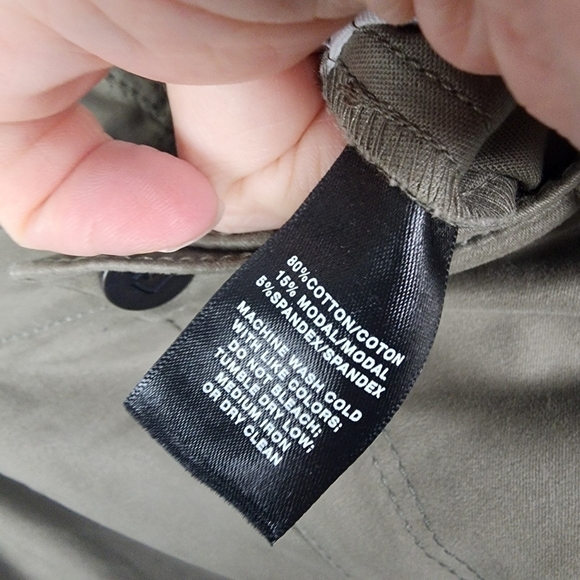 80%COTTON/COTON
15% MODAL/MODAL
5%SPANDEX/SPANDEX
MACHINE WASH COLD
WITH LIKE COLORS;
DO NOT BLEACH;
TUMBLE DRY LOW;
MEDIUM IRON
OR DRY CLEAN